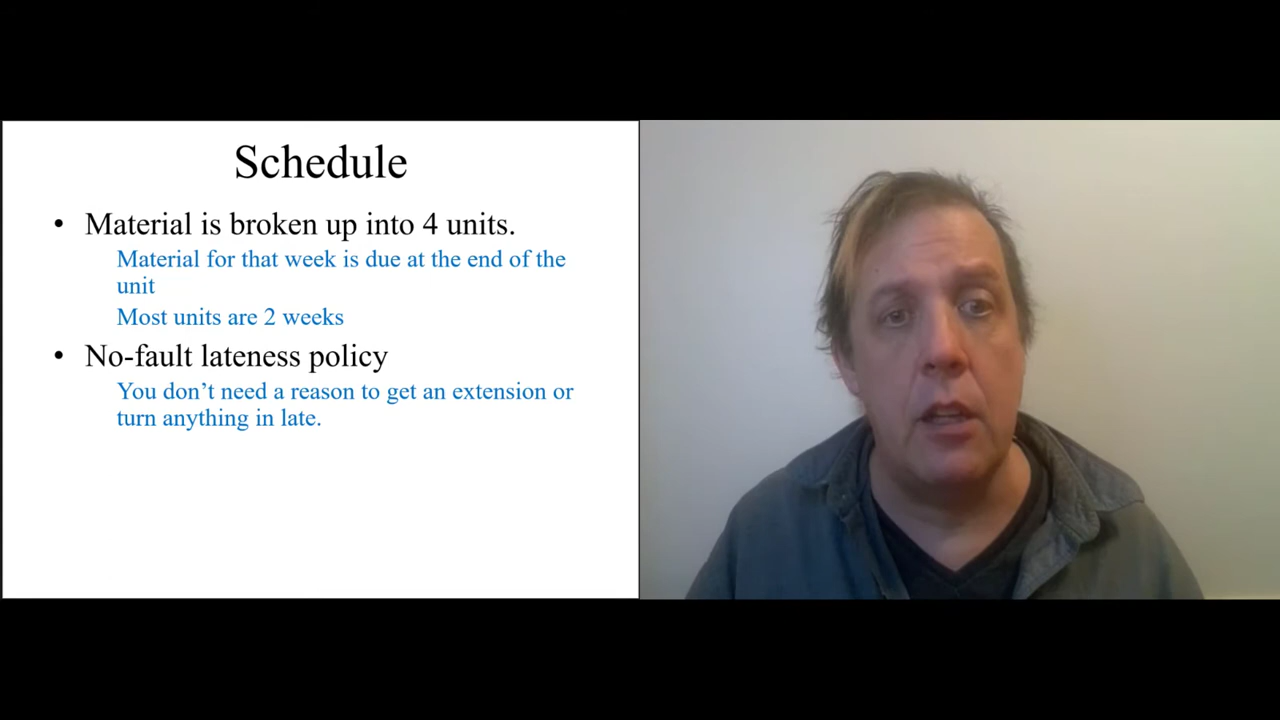 Schedule
• Material is broken up into 4 units.
Material for that week is due at the end of the
unit
Most units are 2 weeks
• No-fault lateness policy
You don’t need a reason to get an extension or
turn anything in late.